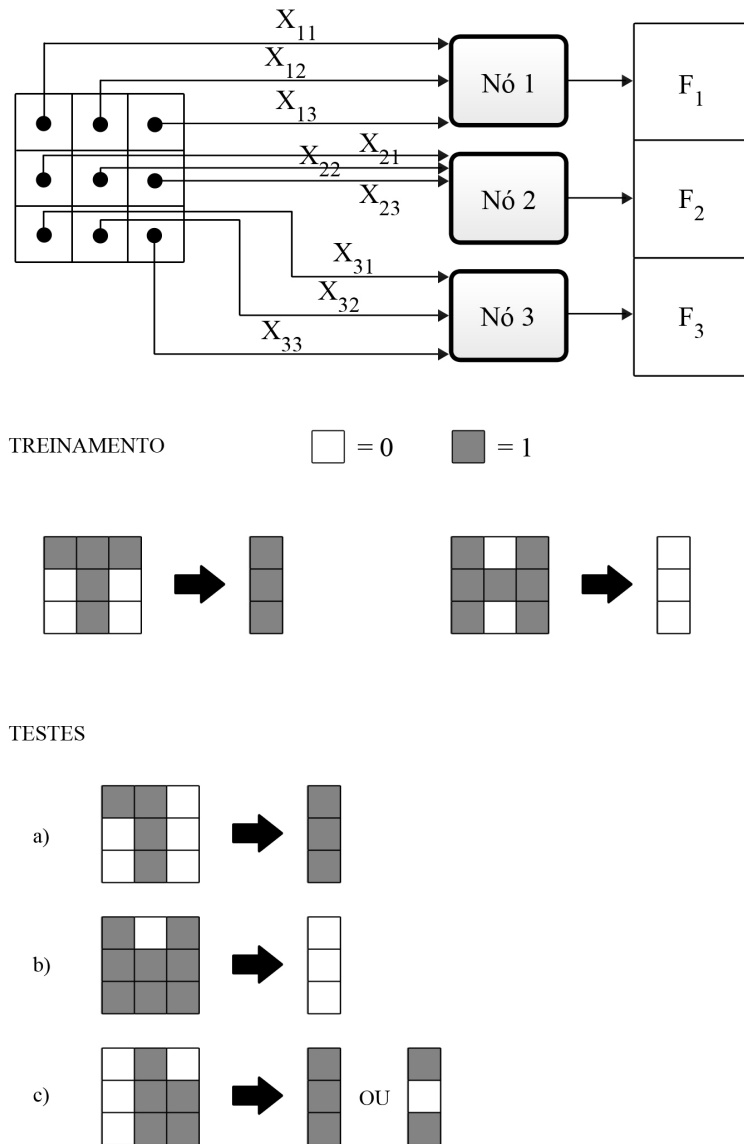 X11
X12
X13
X21
X22
X23
X31
X32
X33
Nó 1
Nó 2
Nó 3
F1
F2
F3
TREINAMENTO
= 0
= 1
TESTES
a)
b)
c)
OU